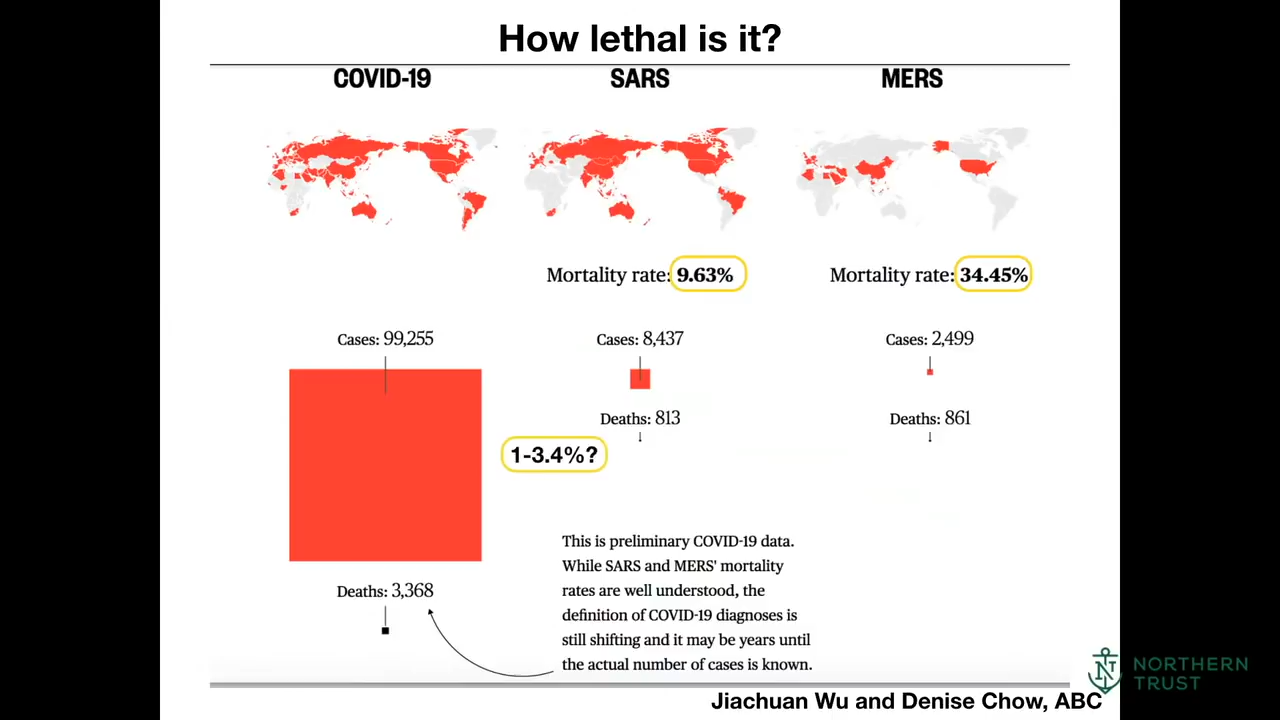 How lethal is it?
COVID-19
SARS
MERS
Mortality rate: 9.63%
Mortality rate: 34.45%
Cases: 99,255
Cases: 8,437
Cases: 2,499
Deaths: 813
Deaths: 861
1-3.4%?
This is preliminary COVID-19 data.
While SARS and MERS' mortality
rates are well understood, the
definition of COVID-19 diagnoses is
still shifting and it may be years until
the actual number of cases is known.
Deaths: 3,368
NORTHERN
TRUST
Jiachuan Wu and Denise Chow, ABC